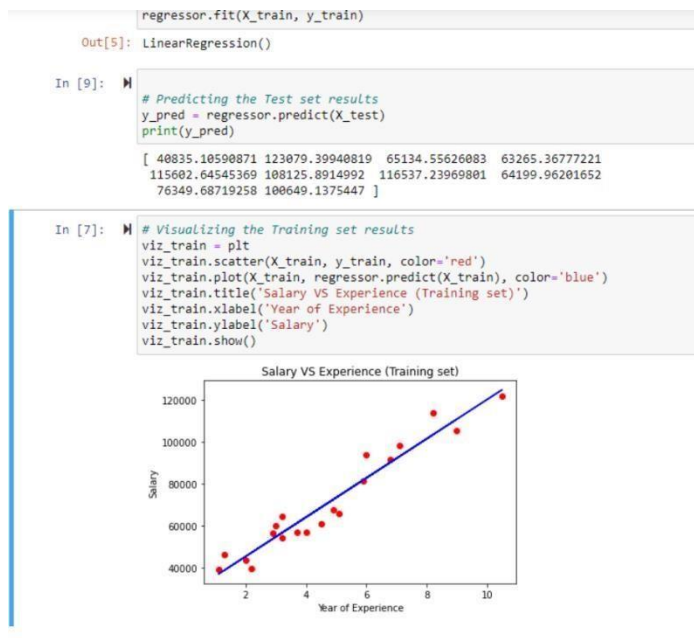 regressor.fit(X_train, y_train)
Out[5]: LinearRegression()
In [9]:
# Predicting the Test set results
y_pred = regressor.predict(X_test)
print(y_pred)
[ 40835.10590871 123079.39940819 65134.55626083 63265.36777221
115602.64545369 108125.8914992 116537.23969801 64199.96201652
76349.68719258 100649.1375447 ]
In [7]: # Visualizing the Training set results
viz_train = plt
viz_train.scatter(X_train, y_train, color='red')
viz_train.plot(X_train, regressor.predict(X_train), color='blue')
viz_train.title('Salary VS Experience (Training set)')
viz_train.xlabel('Year of Experience')
viz_train.ylabel('Salary')
viz_train.show()
Salary VS Experience (Training set)
120000
100000
80000
60000
40000
Salary
2 4 6 8 10
Year of Experience